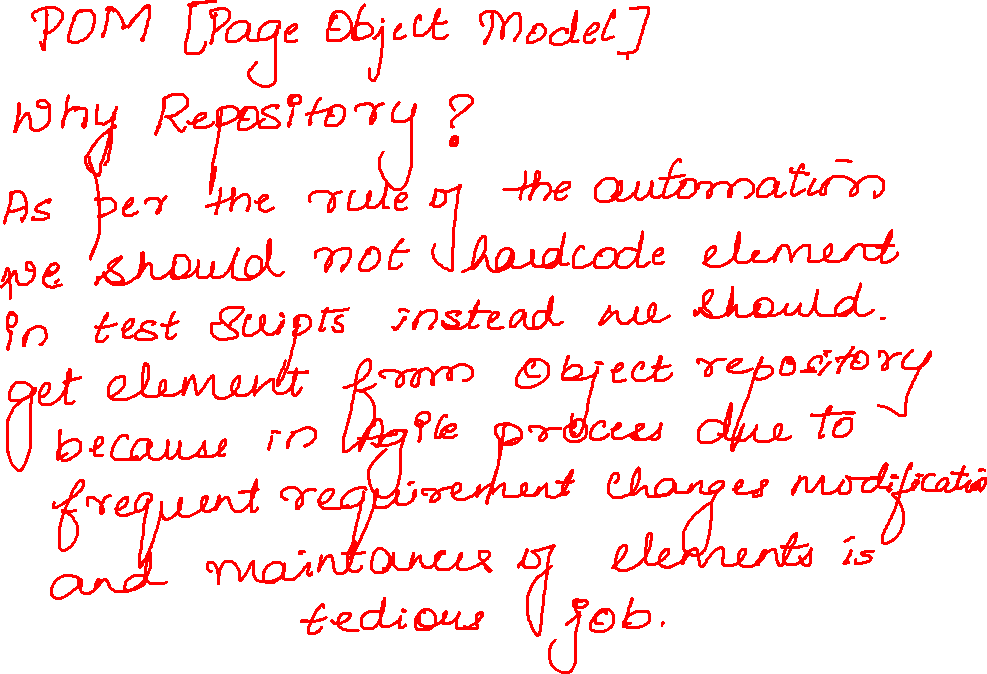 POM [Page Object Model]
Why Repository?
As per the rule of the automation
we should not hardcode element
in test Scripts instead we should.
get element from Object repository
because in Agile process due to
frequent requirement changes modificatio
and maintances of elements is
tedious job.